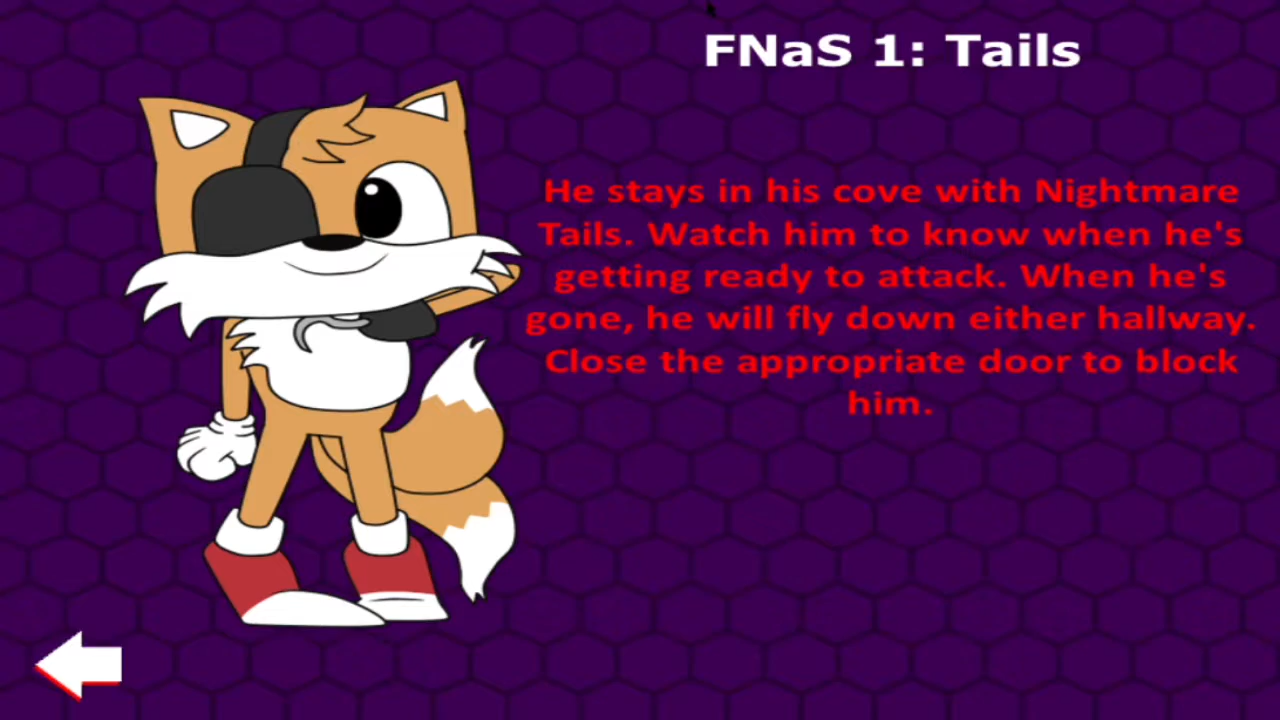 FNaS 1: Tails
He stays in his cove with Nightmare
Tails. Watch him to know when he's
getting ready to attack. When he's
gone, he will fly down either hallway.
Close the appropriate door to block
him.